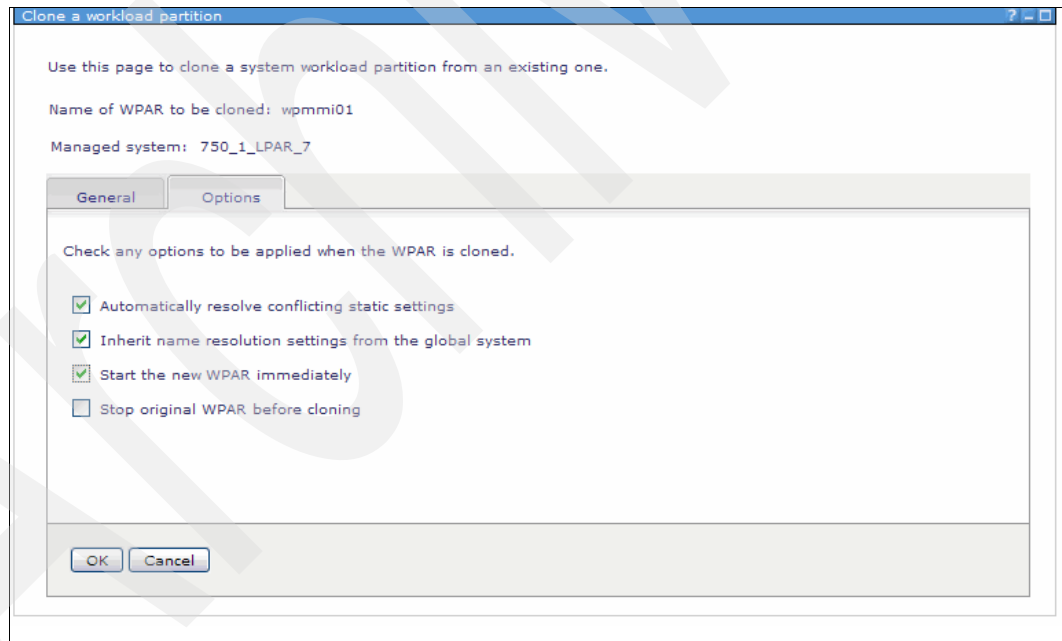 Clone a workload partition
Use this page to clone a system workload partition from an existing one.
Name of WPAR to be cloned: wpmmi01
Managed system: 750_1_LPAR_7
General Options
Check any options to be applied when the WPAR is cloned.
Automatically resolve conflicting static settings
Inherit name resolution settings from the global system
Start the new WPAR immediately
Stop original WPAR before cloning
OK Cancel